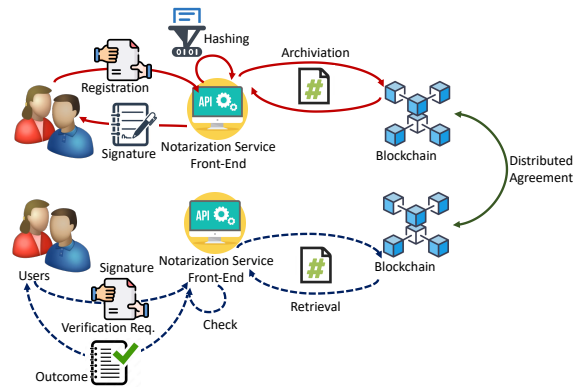 Hashing
0101
Archiviation
Registration
API
#
Signature
Notarization Service
Front-End
Blockchain
Distributed
Agreement
API
Users
Notarization Service
Front-End
#
Blockchain
Signature
Verification Req.
Check
Retrieval
Outcome